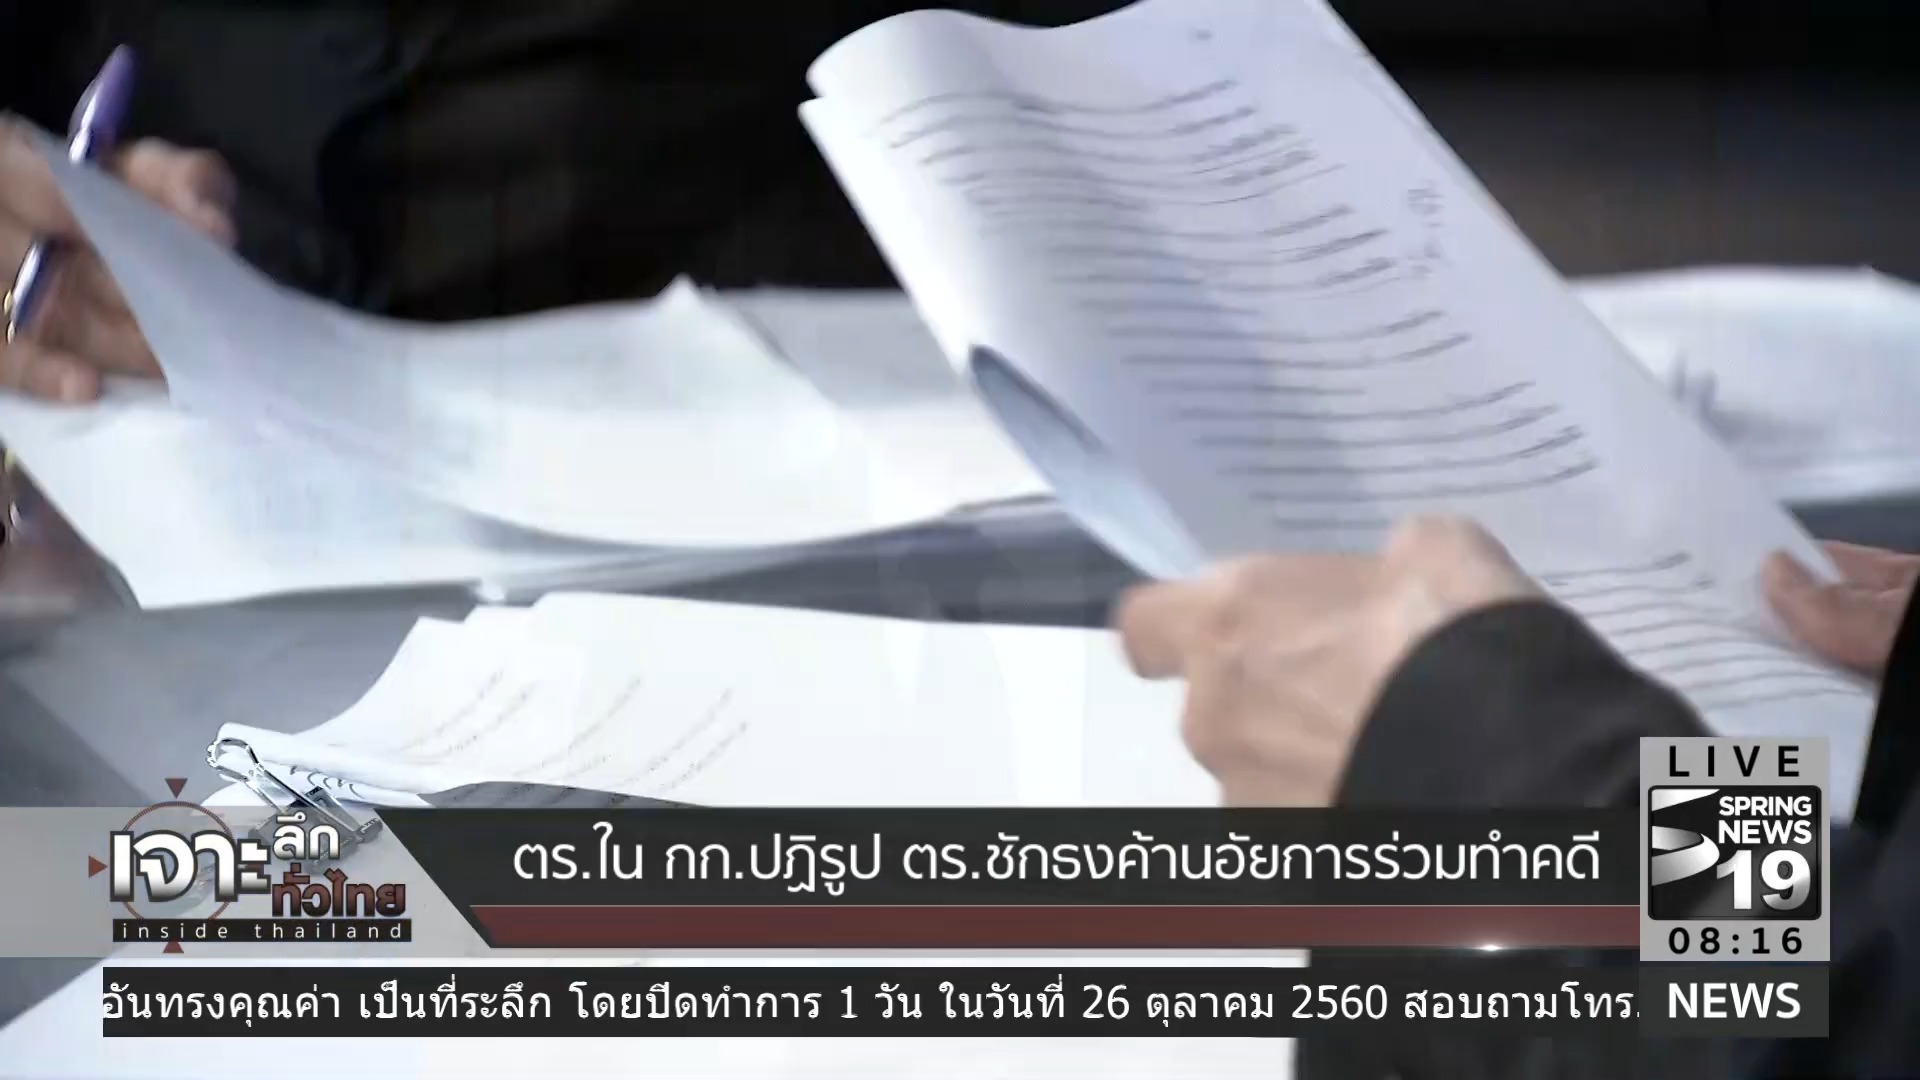 LIVE
SPRING
NEWS
19
08:16
เจาะลึก
ทั่วไทย
inside thailand
ตร.ใน กก.ปฏิรูป ตร.ชักธงค้านอัยการร่วมทำคดี
อันทรงคุณค่า เป็นที่ระลึก โดยปิดทำการ 1 วัน ในวันที่ 26 ตุลาคม 2560 สอบถามโทร.
NEWS